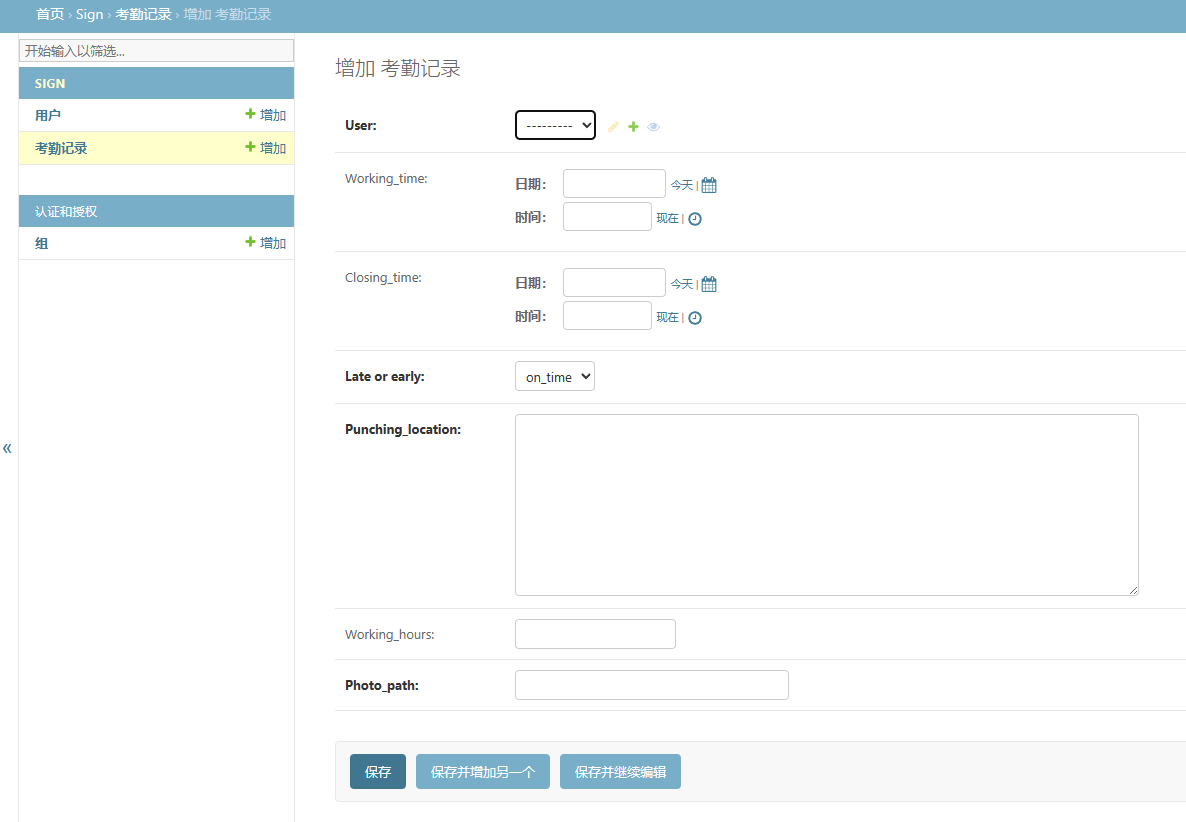 首页 › Sign › 考勤记录 › 增加 考勤记录
开始输入以筛选...
SIGN
用户 增加
考勤记录 增加
认证和授权
组 增加
«
增加 考勤记录
User: ---------
Working_time: 日期: 今天 |
时间: 现在 |
Closing_time: 日期: 今天 |
时间: 现在 |
Late or early: on_time
Punching_location:
Working_hours:
Photo_path:
保存 保存并增加另一个 保存并继续编辑